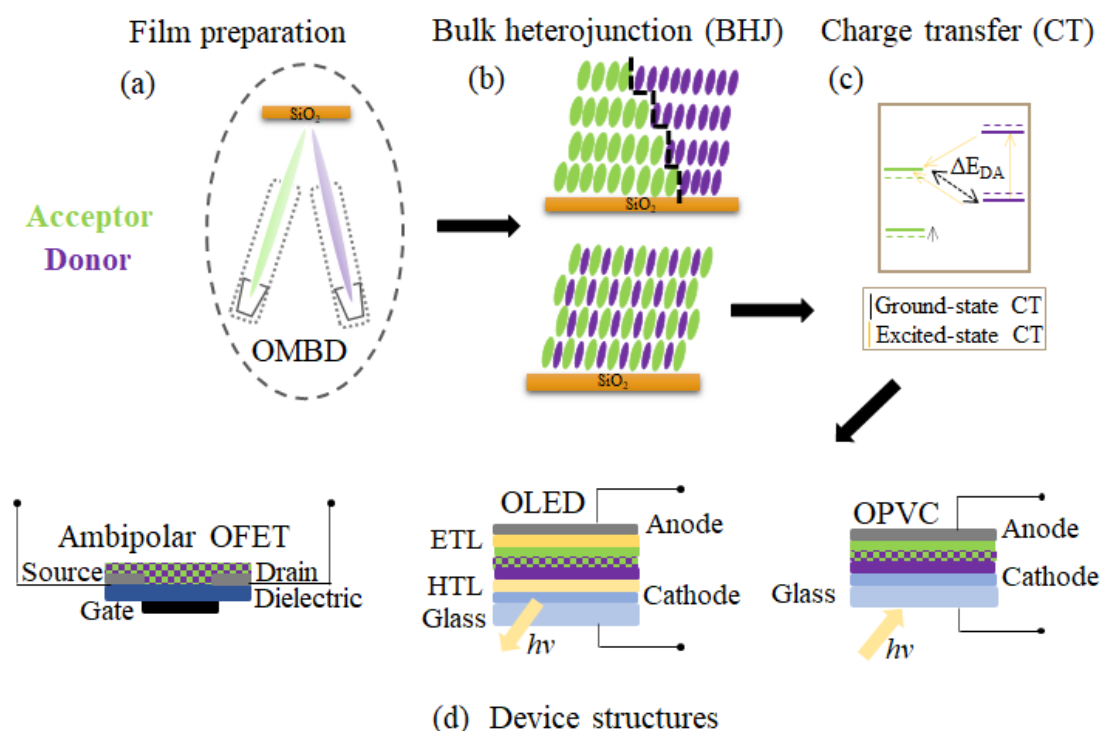 Film preparation
Bulk heterojunction (BHJ)
Charge transfer (CT)
(a)
(b)
(c)
SiO₂
SiO₂
ΔE_DA
Acceptor
Donor
OMBD
Ground-state CT
Excited-state CT
SiO₂
Ambipolar OFET
Source
Drain
Gate
Dielectric
OLED
Anode
ETL
HTL
Cathode
Glass
hν
OPVC
Anode
Cathode
Glass
hν
(d) Device structures